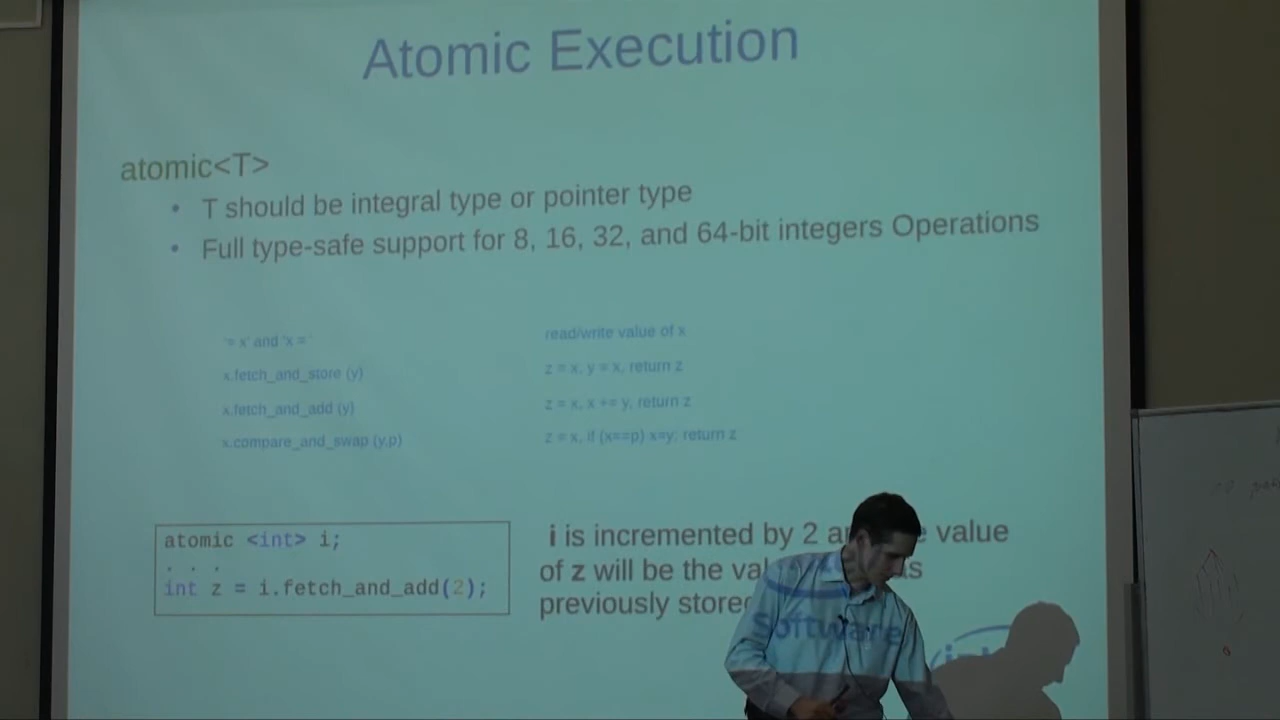 Atomic Execution
atomic<T>
• T should be integral type or pointer type
• Full type-safe support for 8, 16, 32, and 64-bit integers Operations
'= x' and 'x = ' read/write value of x
x.fetch_and_store (y) z = x, y = x, return z
x.fetch_and_add (y) z = x, x += y, return z
x.compare_and_swap (y,p) z = x, if (x==p) x=y; return z
atomic <int> i;
. . .
int z = i.fetch_and_add(2);
i is incremented by 2 value
of z will be the
previously
Software